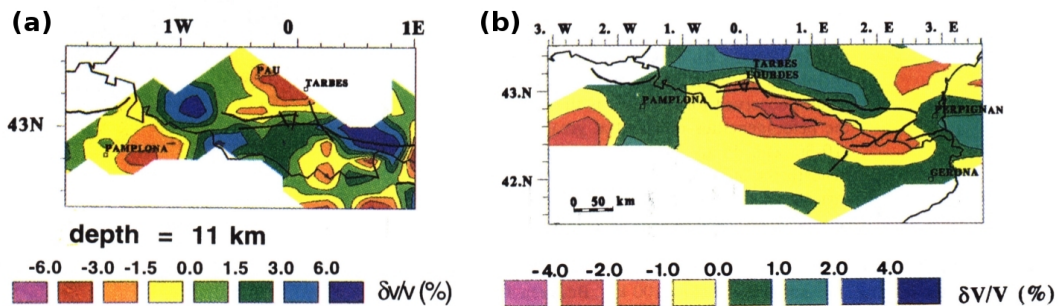 (a)
1W 0 1E
PAU
TARBES
43N
PAMPLONA
depth = 11 km
-6.0 -3.0 -1.5 0.0 1.5 3.0 6.0
δv/v (%)
(b)
3. W 2. W 1. W 0. 1. E 2. E 3. E
TARBES
LOURDES
43.N
PAMPLONA
PERPIGNAN
42.N
GERONA
0 50 km
-4.0 -2.0 -1.0 0.0 1.0 2.0 4.0
δV/V (%)